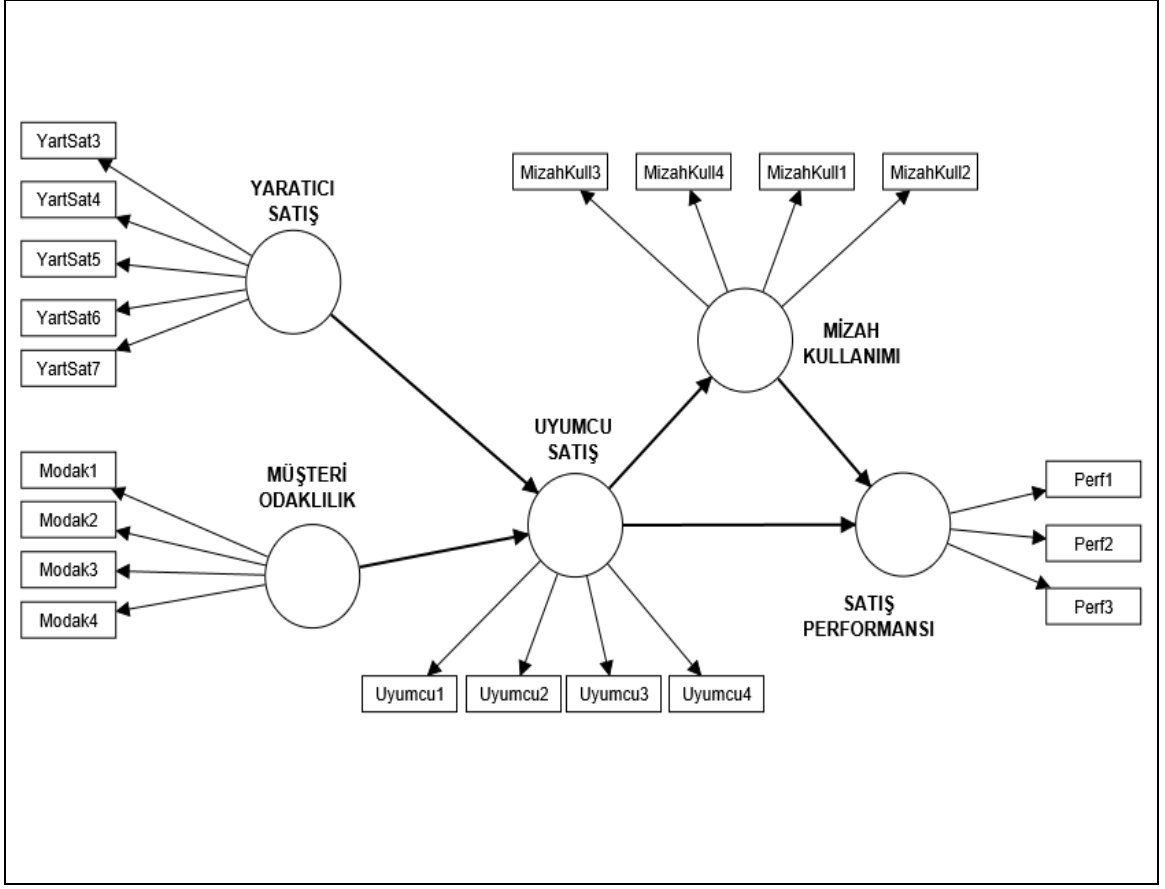 YartSat3
YartSat4
YartSat5
YartSat6
YartSat7
YARATICI
SATIŞ
MizahKull3
MizahKull4
MizahKull1
MizahKull2
MİZAH
KULLANIMI
Modak1
Modak2
Modak3
Modak4
MÜŞTERİ
ODAKLILIK
UYUMCU
SATIŞ
Uyumcu1
Uyumcu2
Uyumcu3
Uyumcu4
SATIŞ
PERFORMANSI
Perf1
Perf2
Perf3